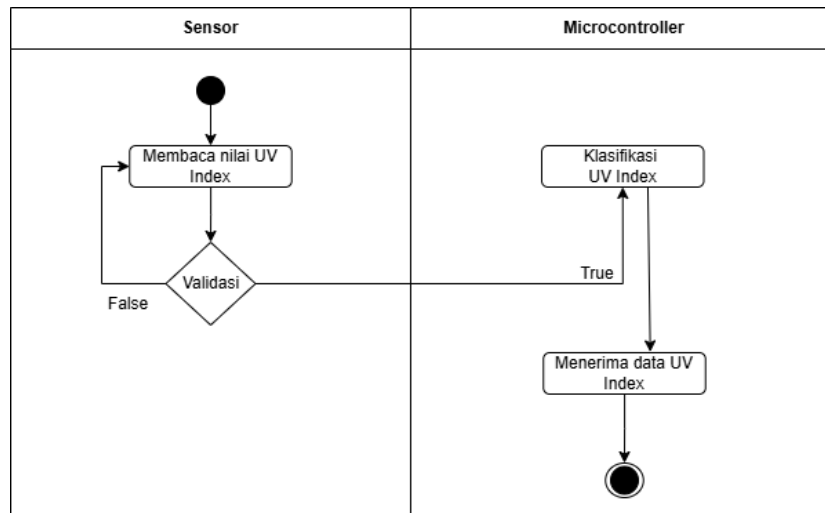 Sensor
Microcontroller
Membaca nilai UV
Index
Klasifikasi
UV Index
Validasi
True
False
Menerima data UV
Index